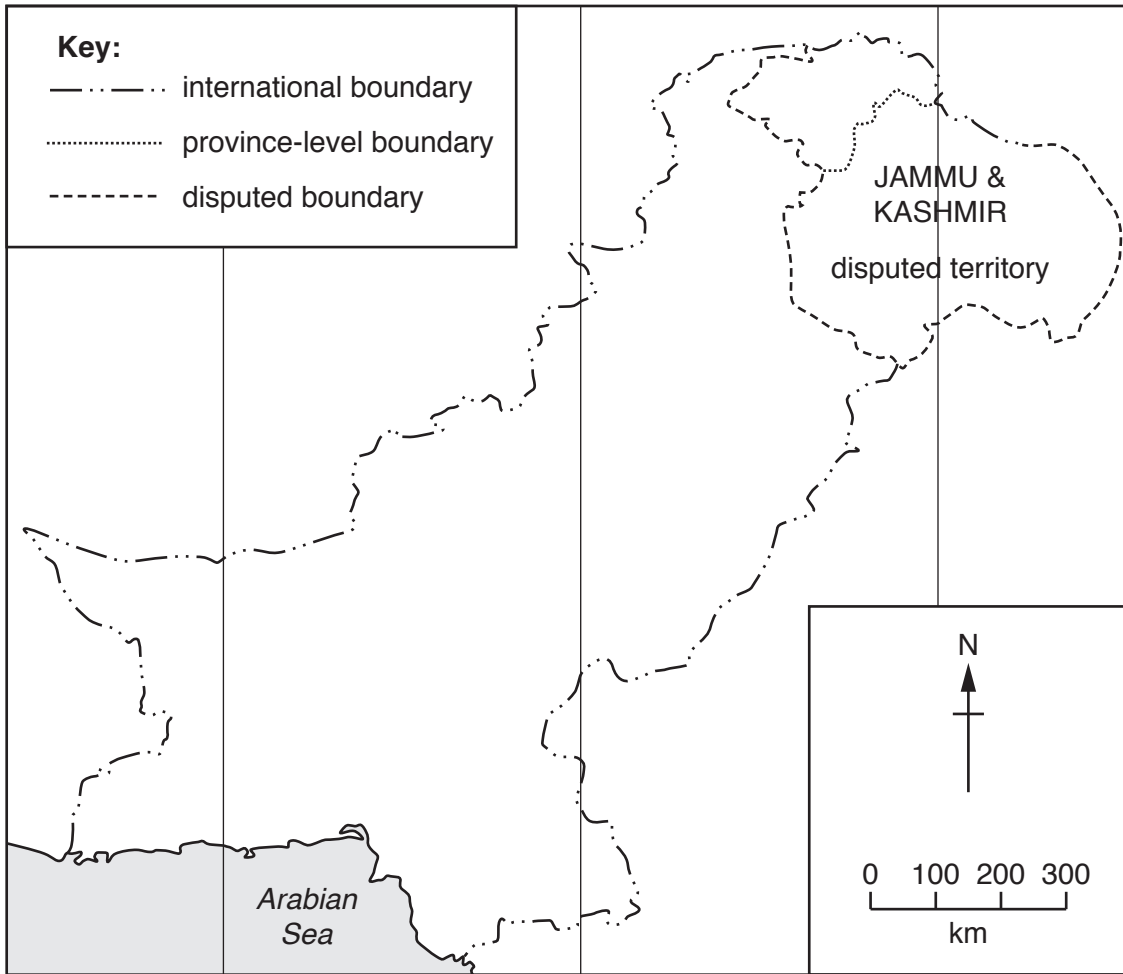 Key:
international boundary
province-level boundary
disputed boundary
JAMMU &
KASHMIR
disputed territory
N
0 100 200 300
km
Arabian
Sea